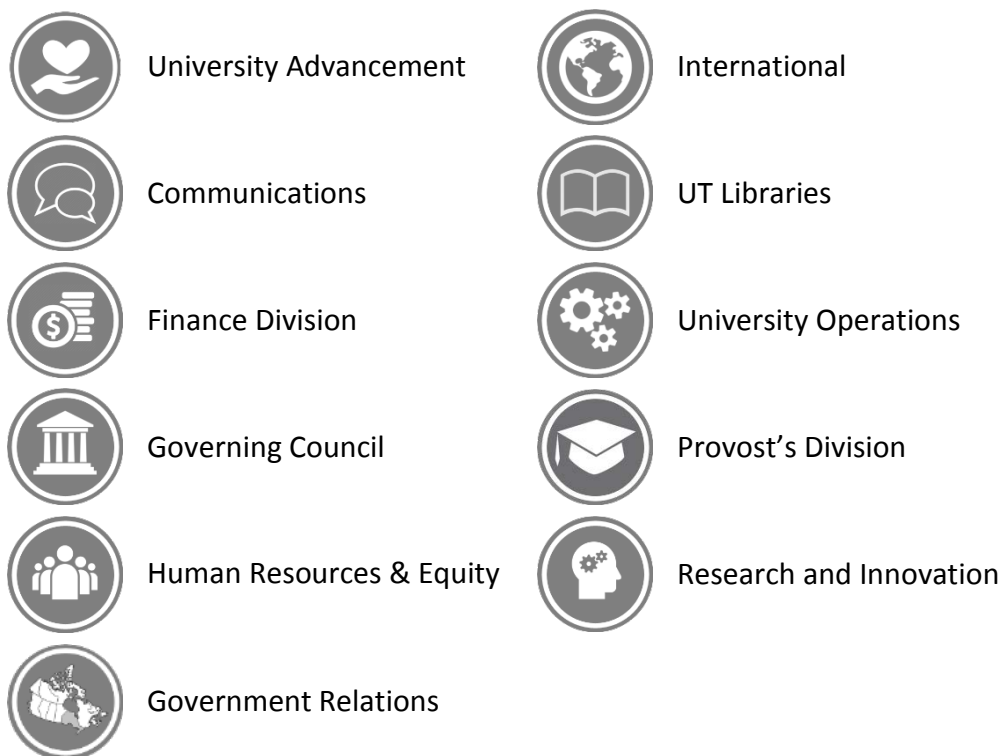 University Advancement
Communications
$
Finance Division
Governing Council
Human Resources & Equity
Government Relations
International
UT Libraries
University Operations
Provost’s Division
Research and Innovation